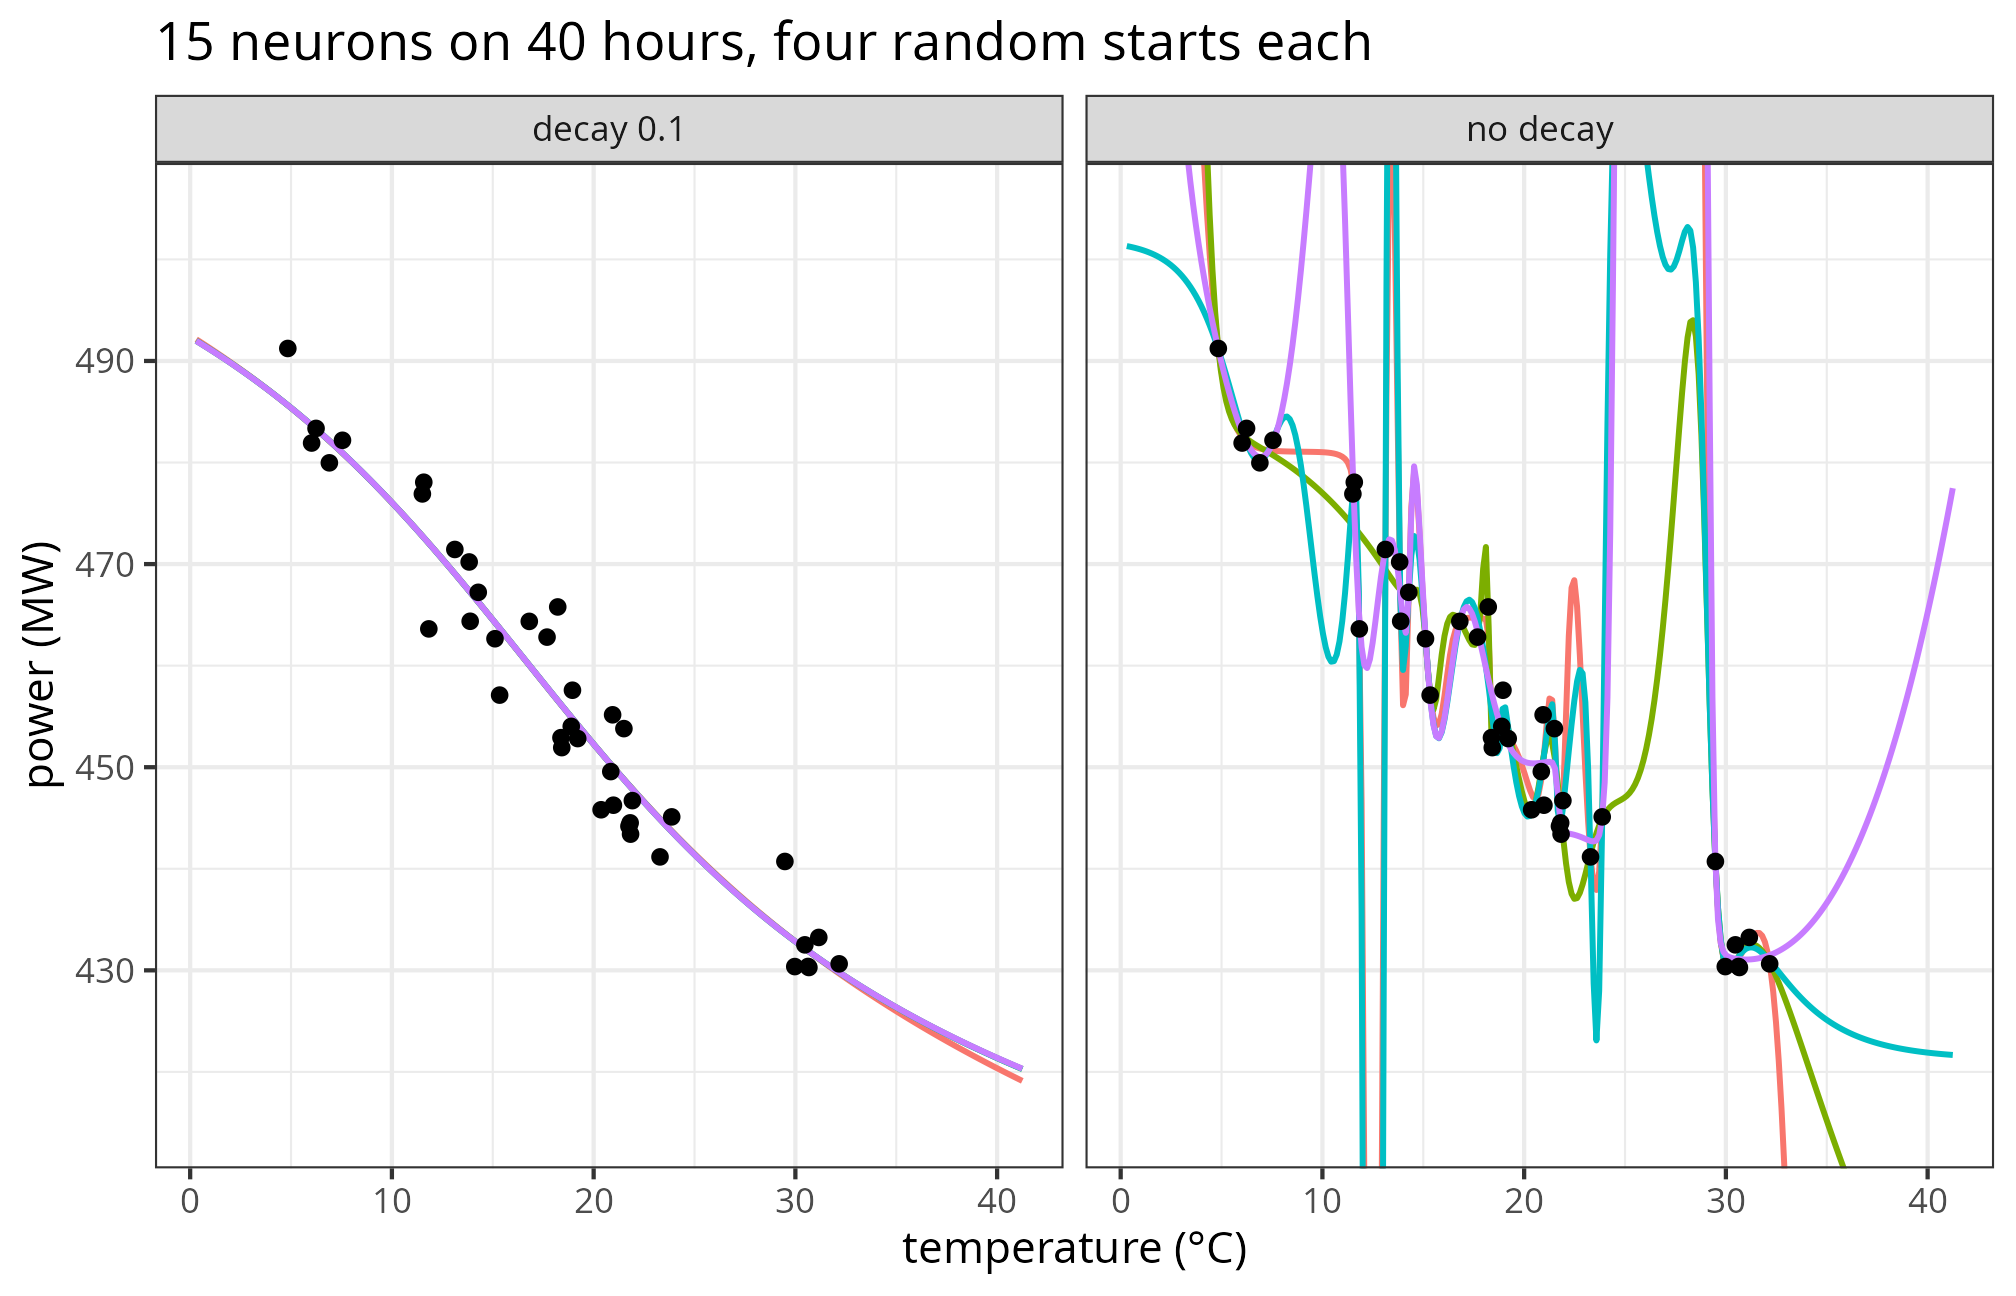 15 neurons on 40 hours, four random starts each
decay 0.1
no decay
490
470
450
430
power (MW)
0 10 20 30 40
0 10 20 30 40
temperature (°C)